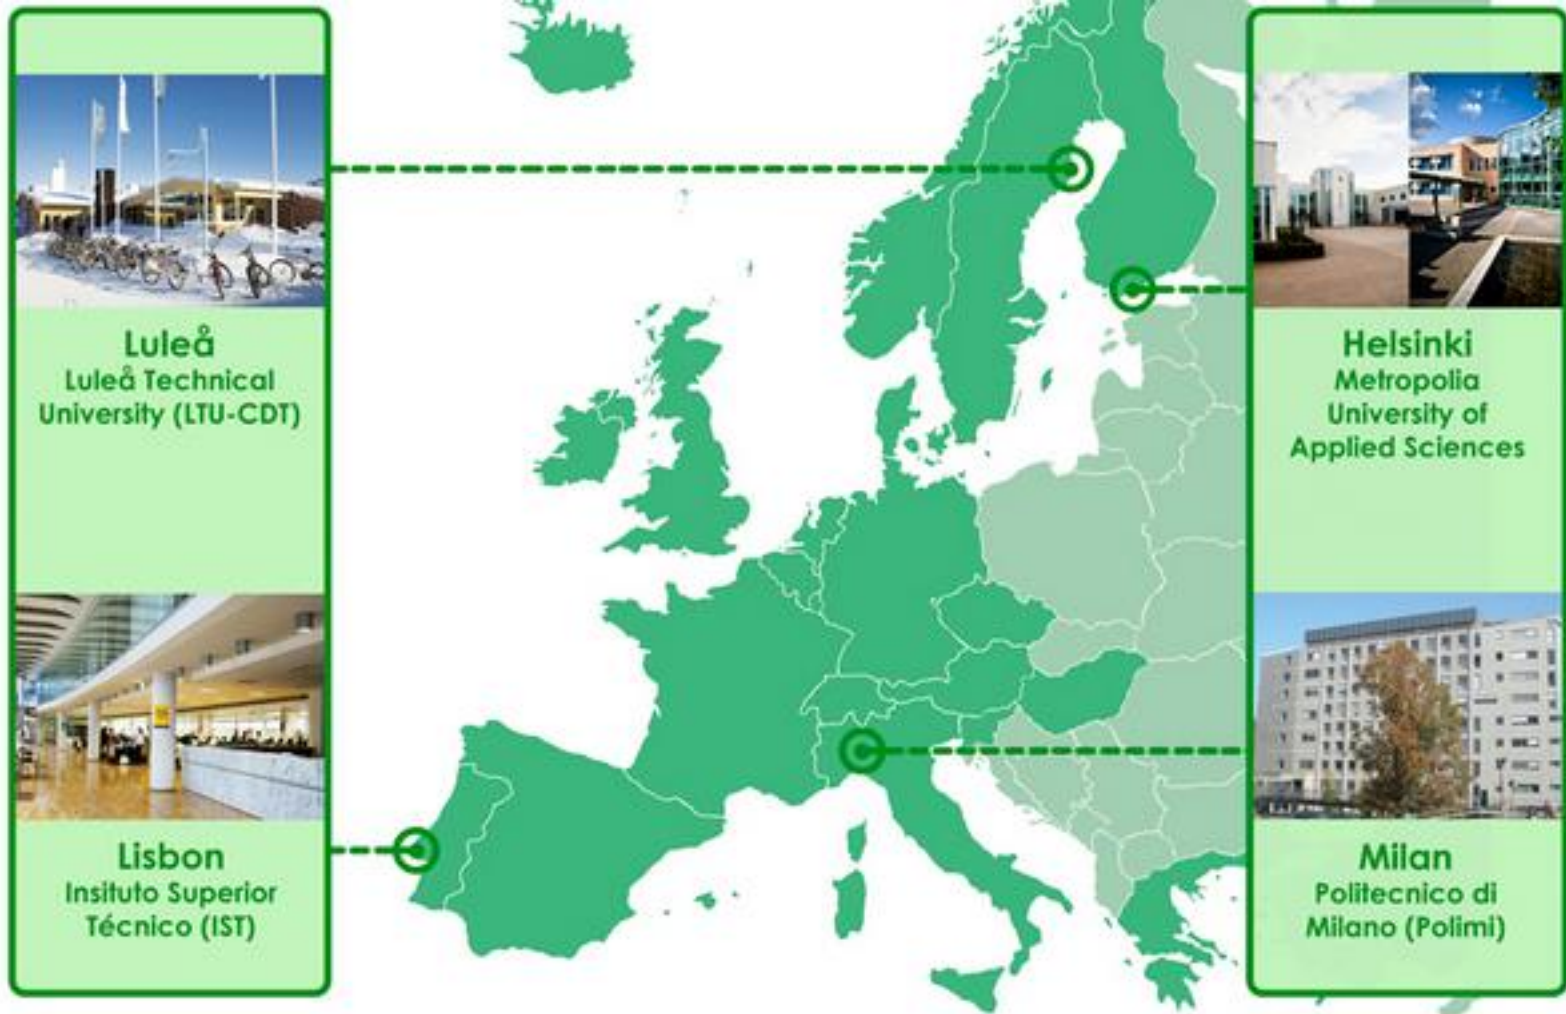 Luleå
Luleå Technical
University (LTU-CDT)
Lisbon
Insituto Superior
Técnico (IST)
Helsinki
Metropolia
University of
Applied Sciences
Milan
Politecnico di
Milano (Polimi)